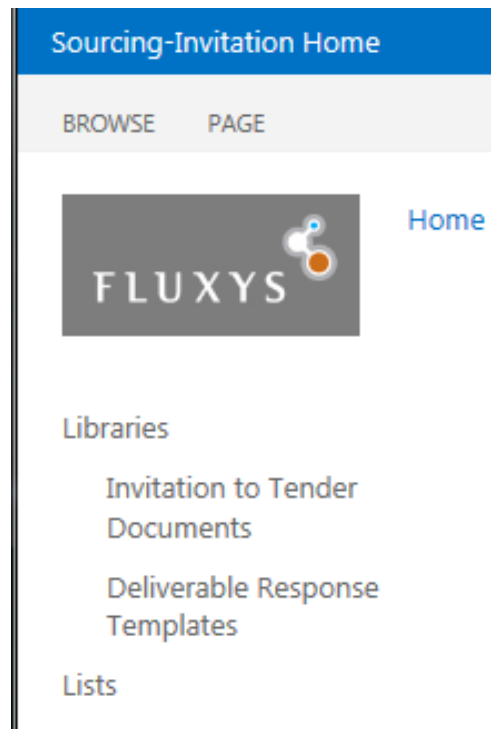 Sourcing-Invitation Home
BROWSE PAGE
FLUXYS
Home
Libraries
Invitation to Tender
Documents
Deliverable Response
Templates
Lists